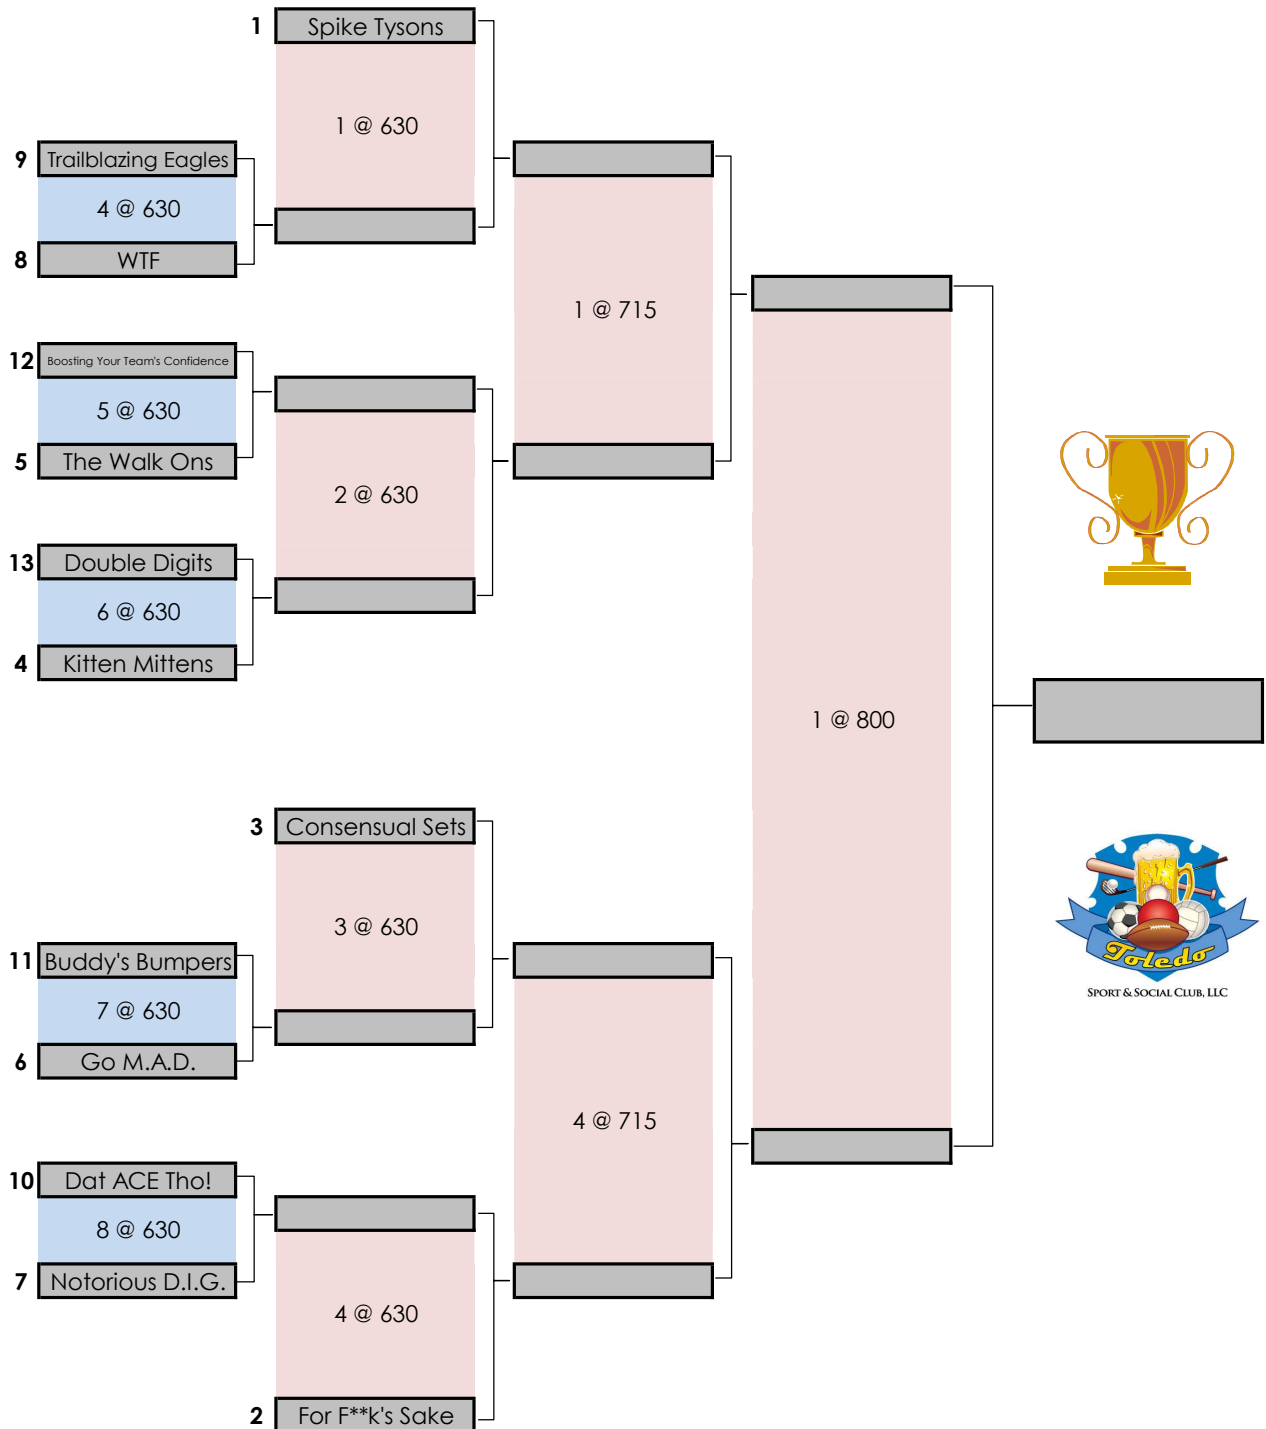 1 Spike Tysons
1 @ 630
9 Trailblazing Eagles
4 @ 630
8 WTF
1 @ 715
12 Boosting Your Team's Confidence
5 @ 630
5 The Walk Ons
2 @ 630
13 Double Digits
6 @ 630
4 Kitten Mittens
1 @ 800
3 Consensual Sets
3 @ 630
11 Buddy's Bumpers
7 @ 630
6 Go M.A.D.
Toledo
SPORT & SOCIAL CLUB, LLC
4 @ 715
10 Dat ACE Tho!
8 @ 630
7 Notorious D.I.G.
4 @ 630
2 For F**k's Sake